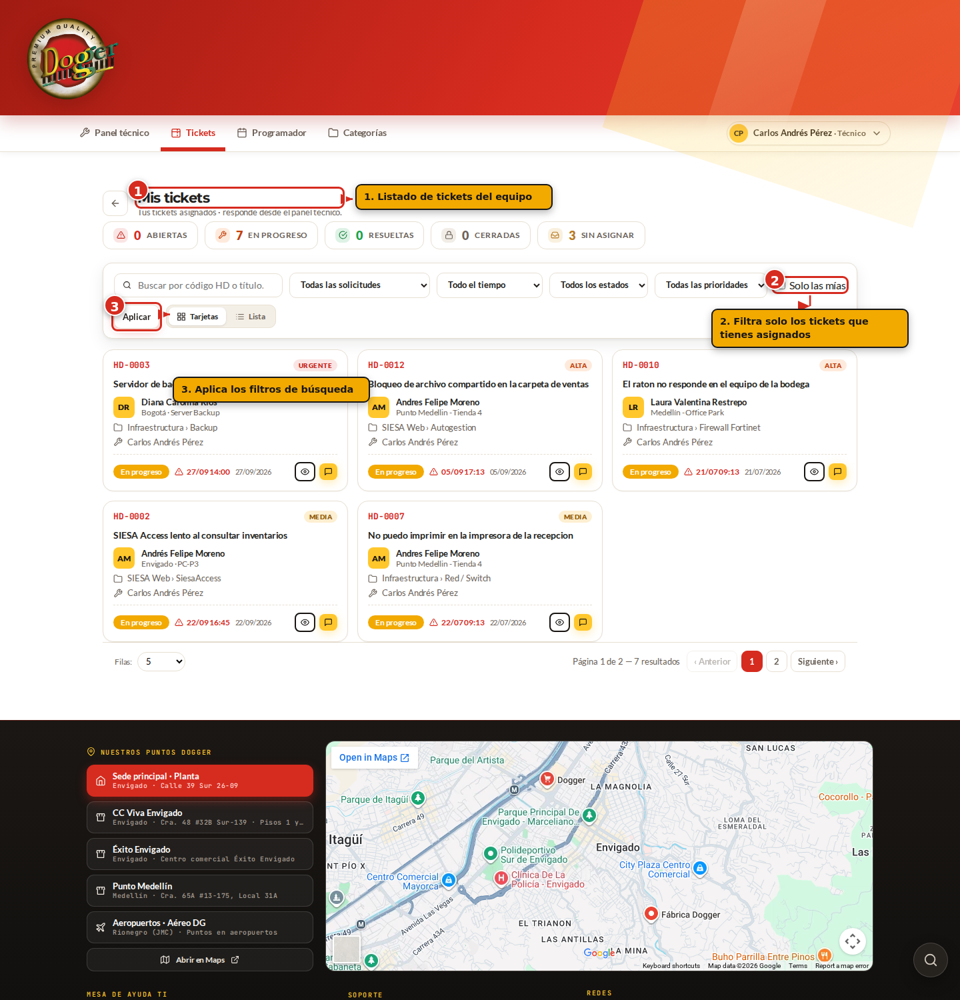 PREMIUM QUALITY
Dogger
Panel técnico
Tickets
Programador
Categorías
CP
Carlos Andrés Pérez · Técnico
1
Mis tickets
1. Listado de tickets del equipo
Tus tickets asignados · responde desde el panel técnico.
0 ABIERTAS
7 EN PROGRESO
0 RESUELTAS
0 CERRADAS
3 SIN ASIGNAR
Buscar por código HD o título.
Todas las solicitudes
Todo el tiempo
Todos los estados
Todas las prioridades
2
Solo las mías
3
Aplicar
Tarjetas
Lista
2. Filtra solo los tickets que
tienes asignados
HD-0003
URGENTE
Servidor de ba
3. Aplica los filtros de búsqueda
DR
Diana Carolina Ríos
Bogotá · Server Backup
Infraestructura › Backup
Carlos Andrés Pérez
En progreso
27/09 14:00
27/09/2026
HD-0012
ALTA
Bloqueo de archivo compartido en la carpeta de ventas
AM
Andres Felipe Moreno
Punto Medellin - Tienda 4
SIESA Web › Autogestion
Carlos Andrés Pérez
En progreso
05/09 17:13
05/09/2026
HD-0010
ALTA
El raton no responde en el equipo de la bodega
LR
Laura Valentina Restrepo
Medellín - Office Park
Infraestructura › Firewall Fortinet
Carlos Andrés Pérez
En progreso
21/07 09:13
21/07/2026
HD-0002
MEDIA
SIESA Access lento al consultar inventarios
AM
Andrés Felipe Moreno
Envigado · PC-P3
SIESA Web › SiesaAccess
Carlos Andrés Pérez
En progreso
22/09 16:45
22/09/2026
HD-0007
MEDIA
No puedo imprimir en la impresora de la recepcion
AM
Andres Felipe Moreno
Punto Medellin - Tienda 4
Infraestructura › Red / Switch
Carlos Andrés Pérez
En progreso
22/07 09:13
22/07/2026
Filas:
5
Página 1 de 2 — 7 resultados
‹ Anterior
1
2
Siguiente ›
NUESTROS PUNTOS DOGGER
Sede principal · Planta
Envigado · Calle 39 Sur 26-09
CC Viva Envigado
Envigado · Cra. 48 #32B Sur-139 · Pisos 1 y…
Éxito Envigado
Envigado · Centro comercial Éxito Envigado
Punto Medellín
Medellín · Cra. 65A #13-175, Local 31A
Aeropuertos · Aéreo DG
Rionegro (JMC) · Puntos en aeropuertos
Abrir en Maps
Open in Maps
Parque del Artista
Ave
Carrera 43
Calle 27 Sur
SAN LUCAS
Dogger
M
LA MAGNOLIA
Parque de Itagüí
Cocorollo - P
Carrera 49
Parque Principal De
Envigado - Marceliano...
LOMA DEL
ESMERALDAL
Itagüí
Z
PA
Polideportivo
Sur de Envigado
Envigado
Las
NT PÍO X
City Plaza Centro
Comercial
Centro Comercial
Mayorca
H
Clínica De La
Policía - Envigado
Avenida Las Vegas
Fábrica Dogger
M
EL TRIANON
rrera 49
Carrera 43A
LAS ANTILLAS
Google
LA MINA
Buho Parrilla Entre Pinos
ar
abaneta
Keyboard shortcuts
Map data ©2026 Google
Terms
Report a map error
MESA DE AYUDA TI
SOPORTE
REDES